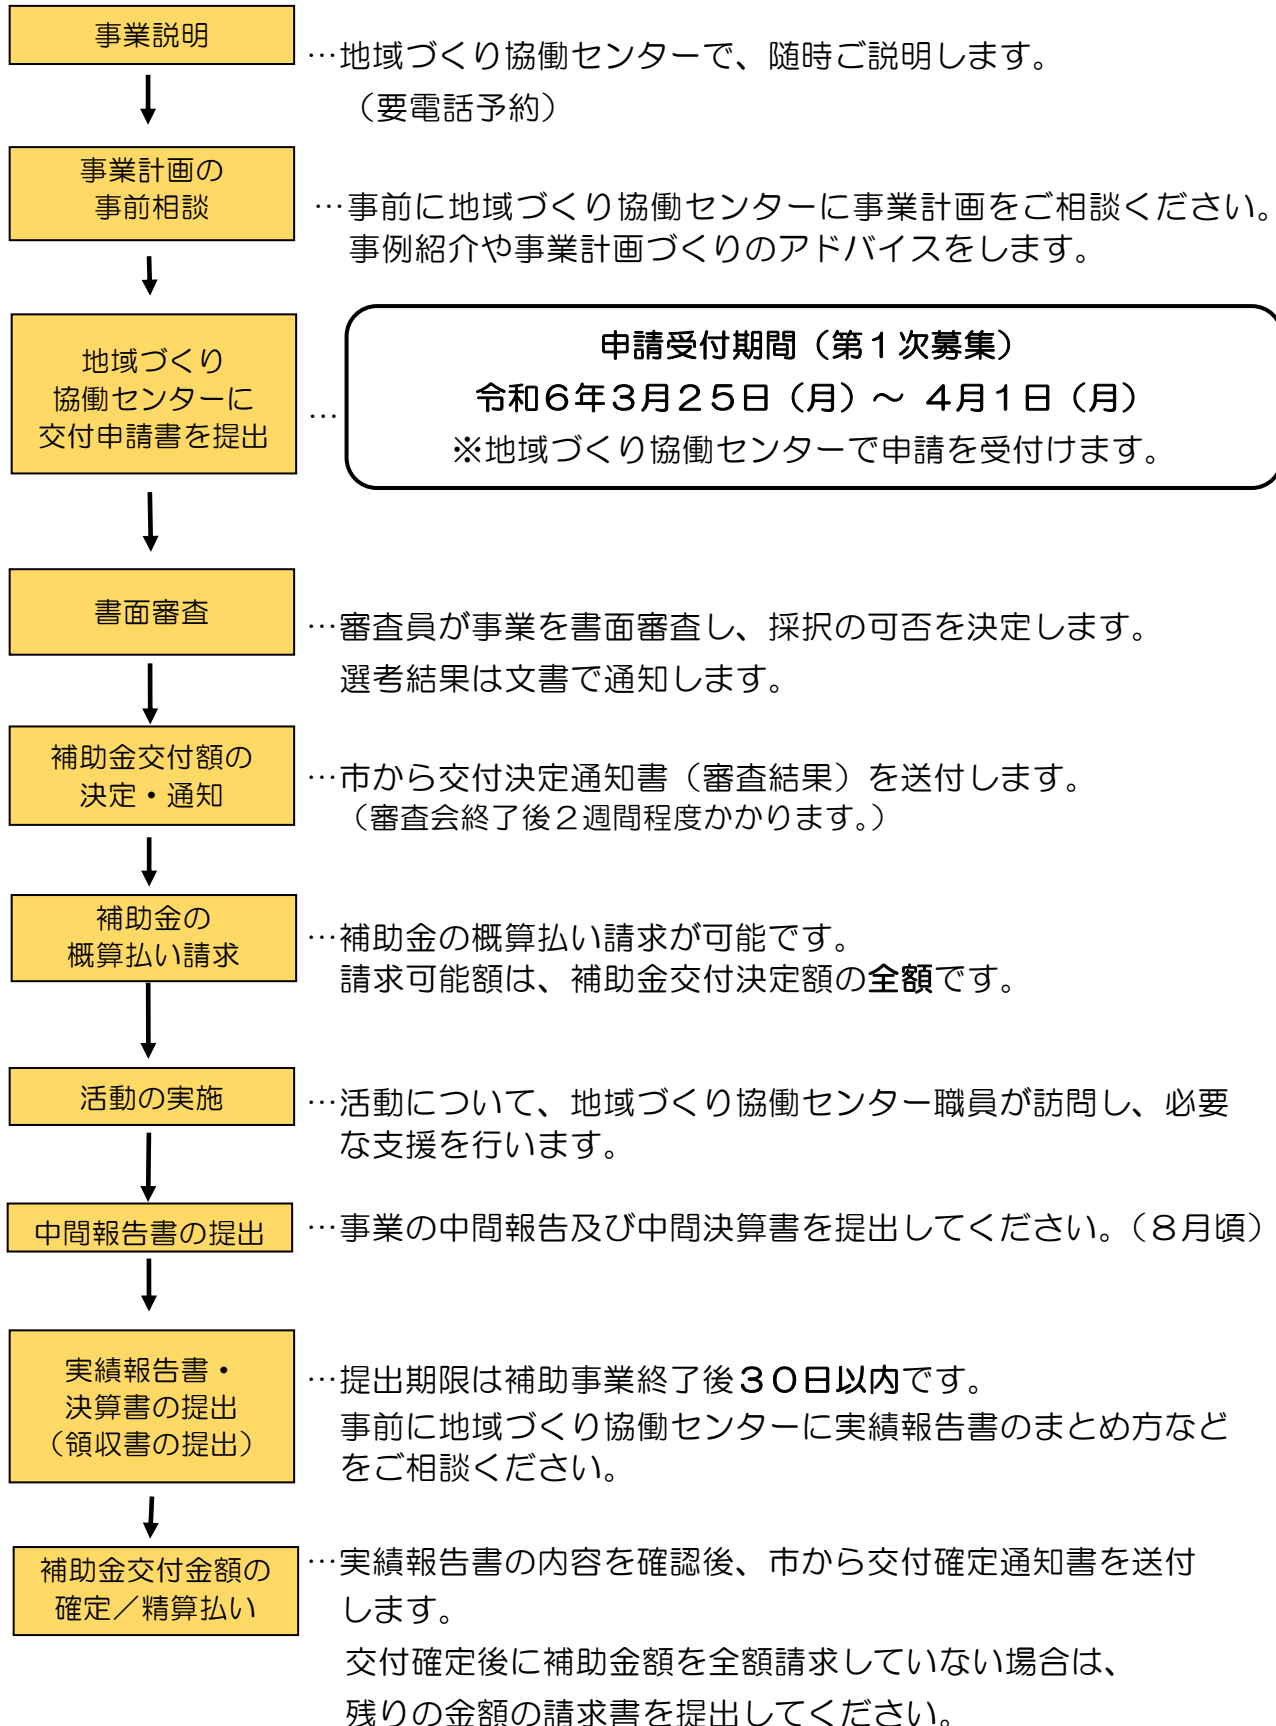 事業説明
…地域づくり協働センターで、随時ご説明します。
（要電話予約）
事業計画の
事前相談
…事前に地域づくり協働センターに事業計画をご相談ください。
事例紹介や事業計画づくりのアドバイスをします。
地域づくり
協働センターに
交付申請書を提出
…
申請受付期間（第１次募集）
令和６年３月２５日（月）～ ４月１日（月）
※地域づくり協働センターで申請を受付けます。
書面審査
…審査員が事業を書面審査し、採択の可否を決定します。
選考結果は文書で通知します。
補助金交付額の
決定・通知
…市から交付決定通知書（審査結果）を送付します。
（審査会終了後２週間程度かかります。）
補助金の
概算払い請求
…補助金の概算払い請求が可能です。
請求可能額は、補助金交付決定額の全額です。
活動の実施
…活動について、地域づくり協働センター職員が訪問し、必要
な支援を行います。
中間報告書の提出
…事業の中間報告及び中間決算書を提出してください。（８月頃）
実績報告書・
決算書の提出
（領収書の提出）
…提出期限は補助事業終了後３０日以内です。
事前に地域づくり協働センターに実績報告書のまとめ方など
をご相談ください。
補助金交付金額の
確定／精算払い
…実績報告書の内容を確認後、市から交付確定通知書を送付
します。
交付確定後に補助金額を全額請求していない場合は、
残りの金額の請求書を提出してください。